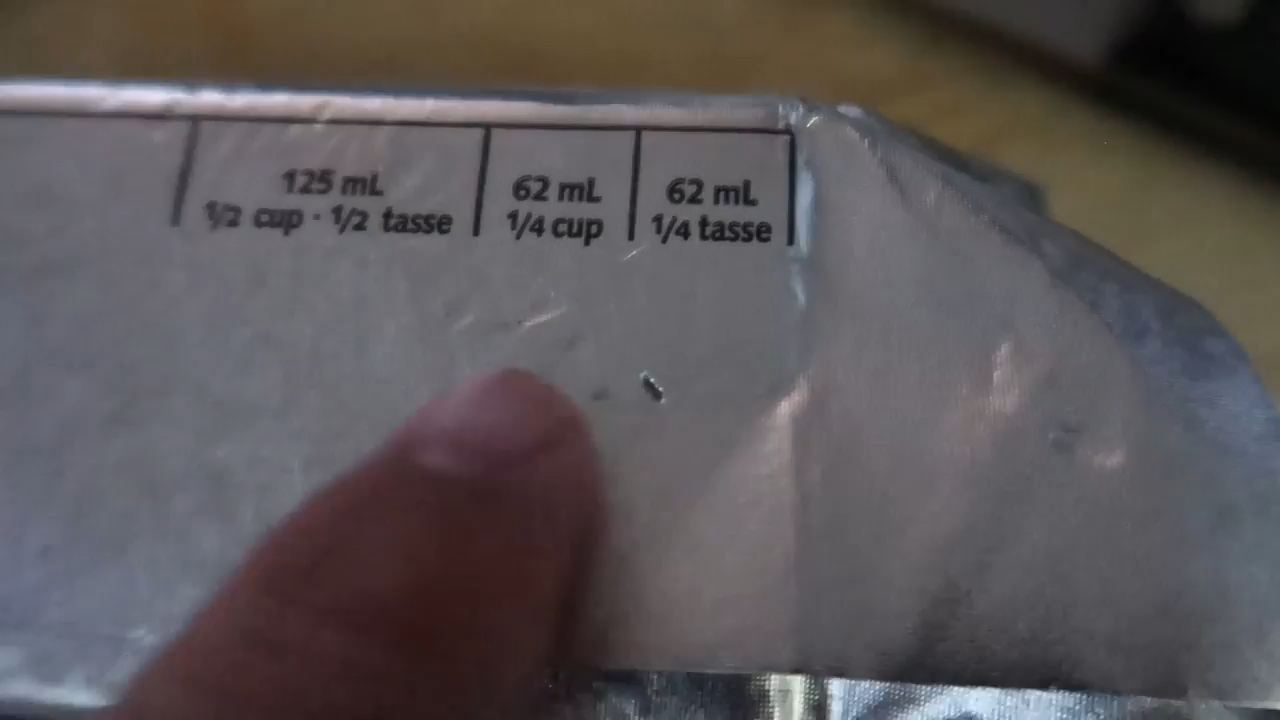 125 mL
1/2 cup · 1/2 tasse
62 mL
1/4 cup
62 mL
1/4 tasse